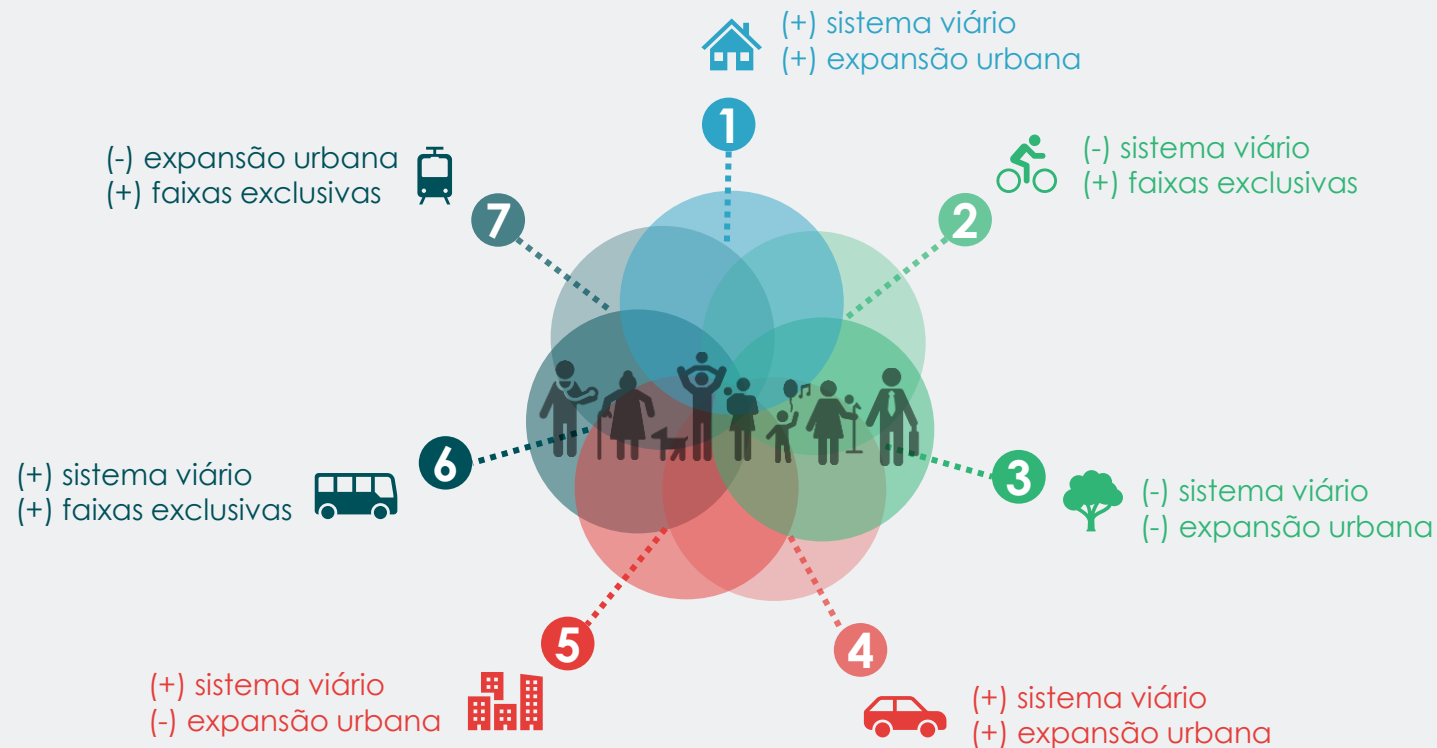 (+) sistema viário
(+) expansão urbana
1
(-) sistema viário
(+) faixas exclusivas
2
3
(-) sistema viário
(-) expansão urbana
4
(+) sistema viário
(+) expansão urbana
5
(+) sistema viário
(-) expansão urbana
6
(+) sistema viário
(+) faixas exclusivas
7
(-) expansão urbana
(+) faixas exclusivas